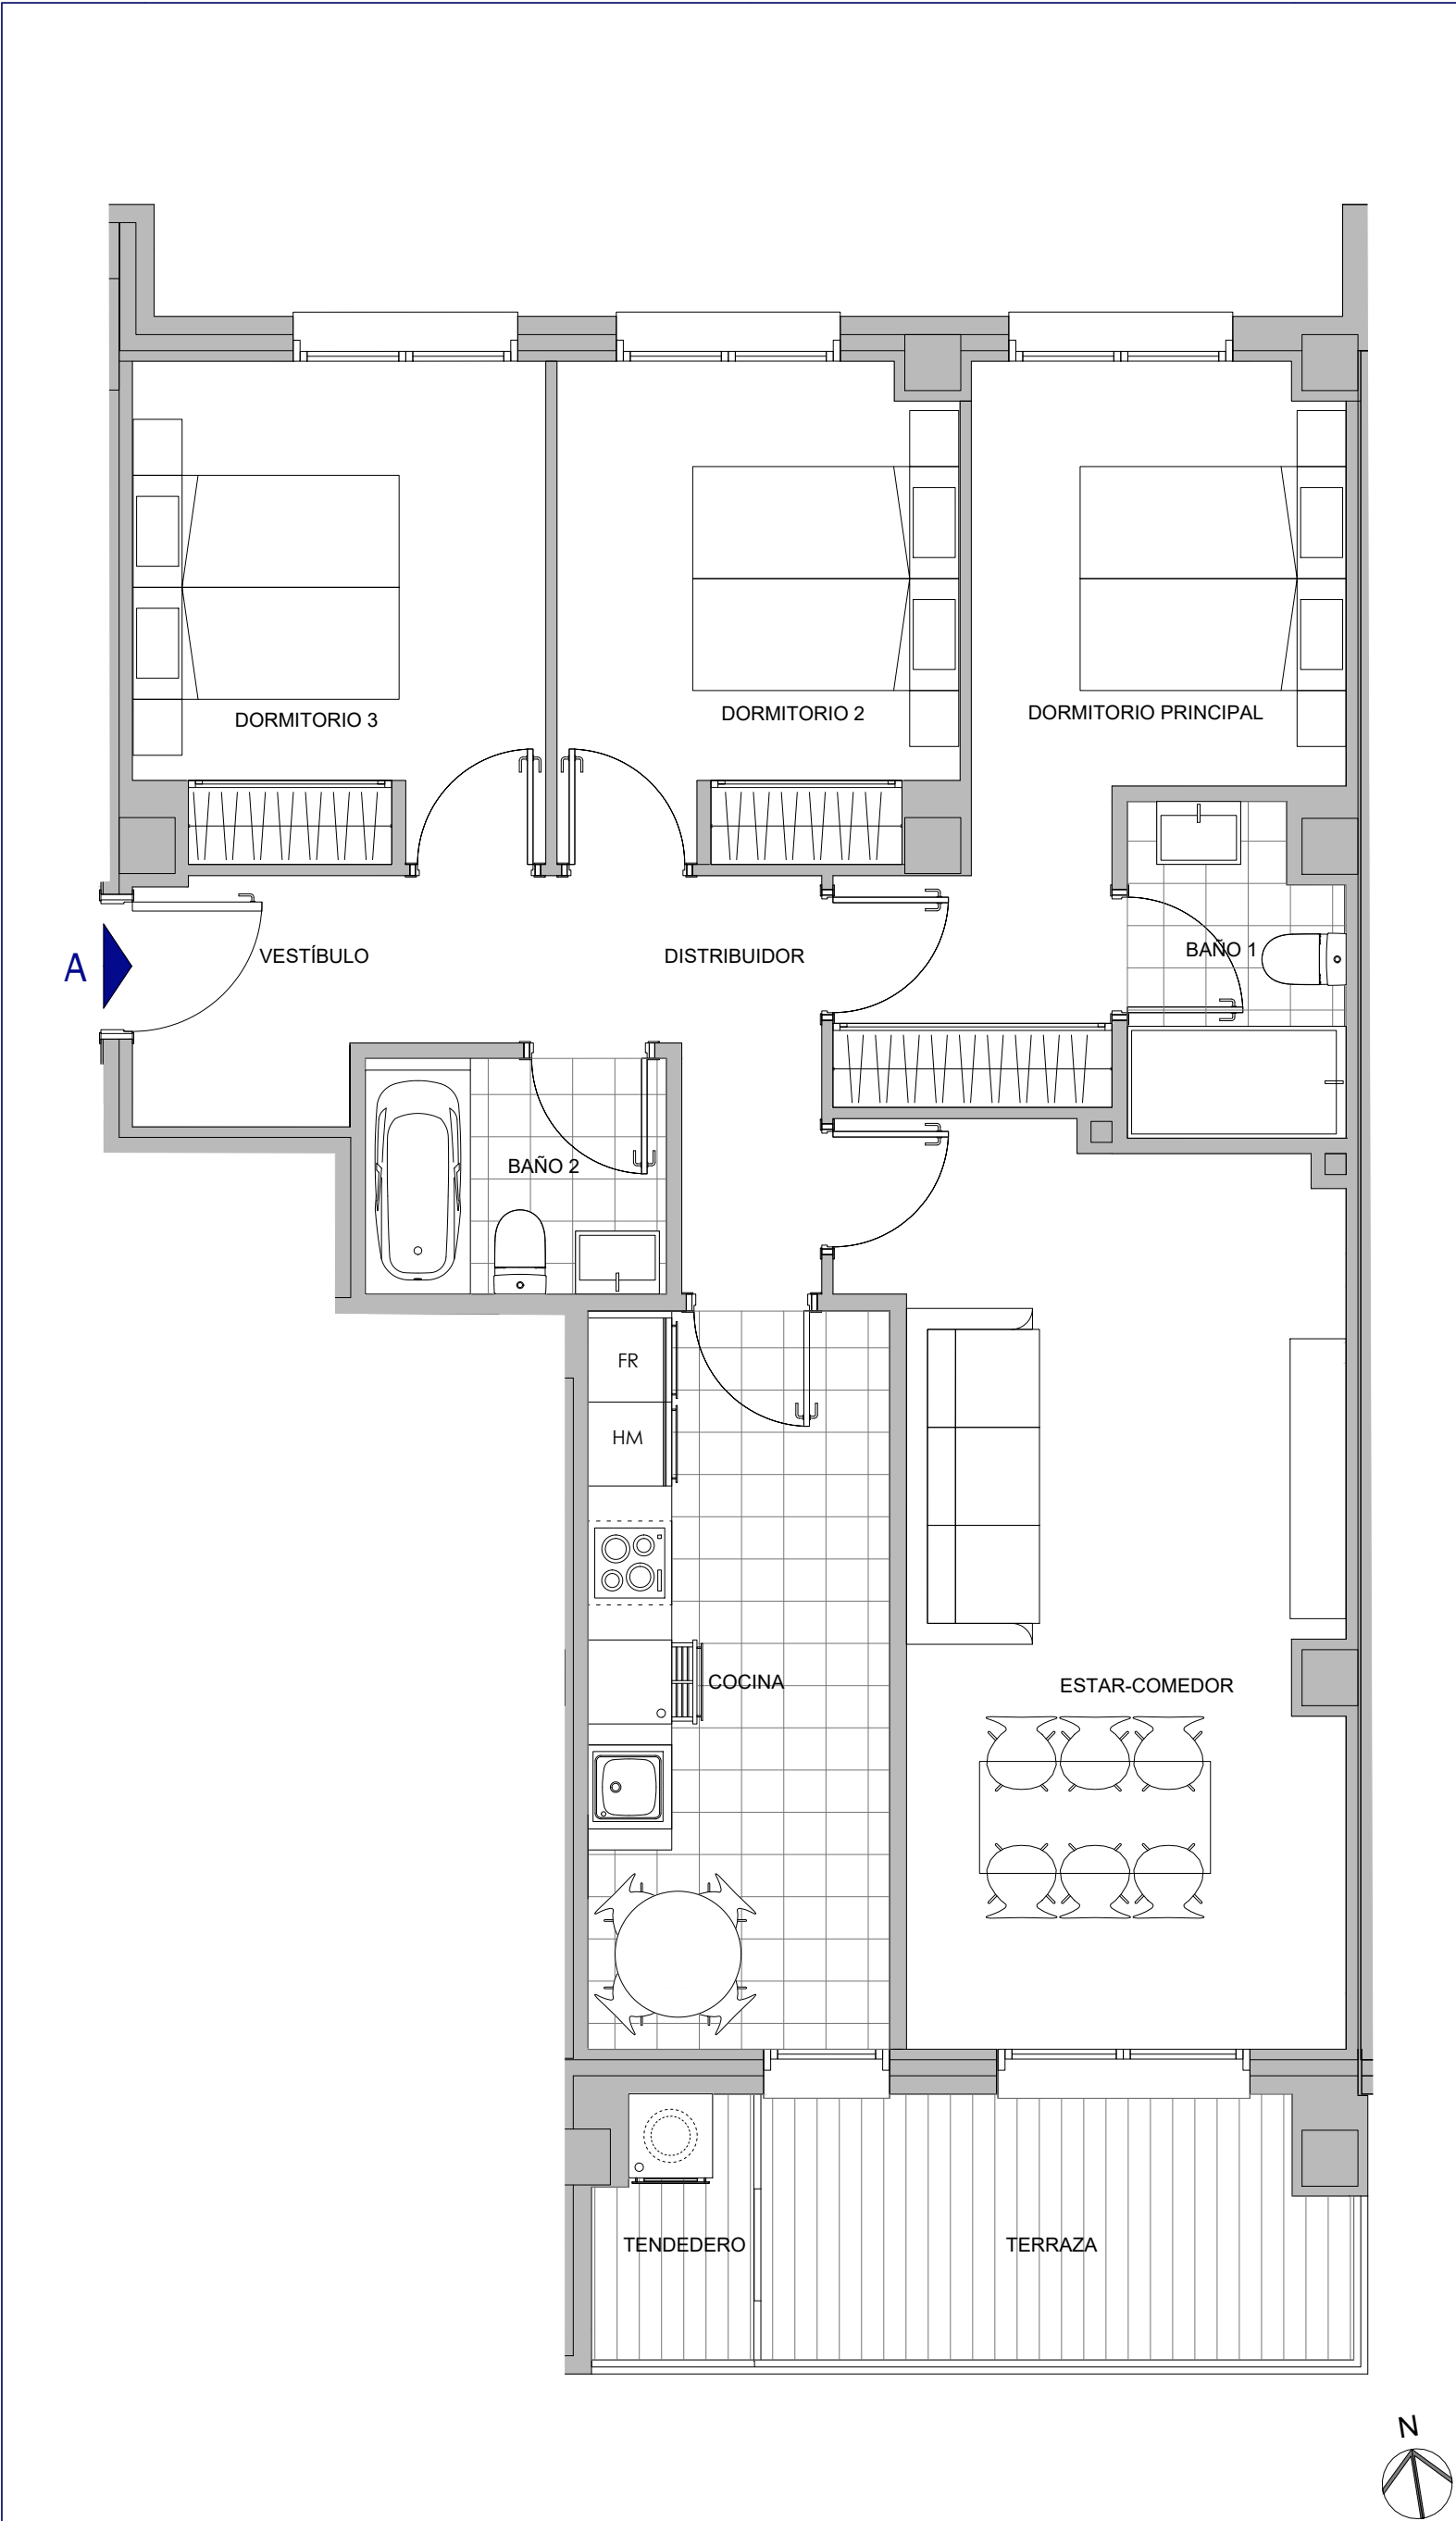 DORMITORIO 3
DORMITORIO 2
DORMITORIO PRINCIPAL
A
VESTÍBULO
DISTRIBUIDOR
BAÑO 1
BAÑO 2
FR
HM
COCINA
ESTAR-COMEDOR
TENDEDERO
TERRAZA
N